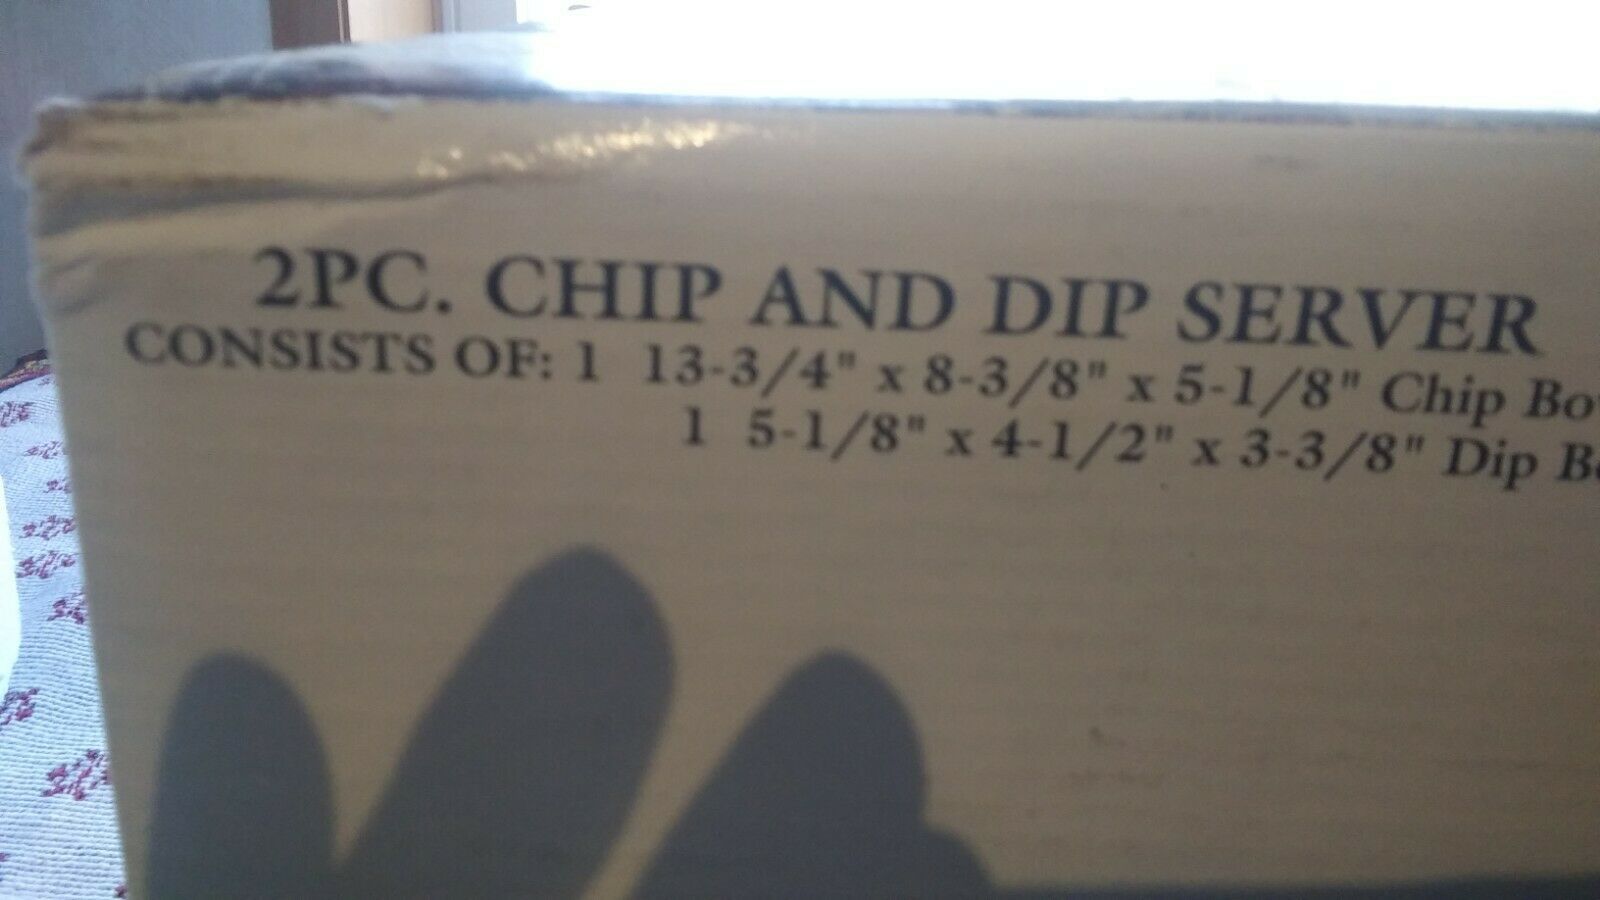 2PC. CHIP AND DIP SERVER
CONSISTS OF: 1 13-3/4" x 8-3/8" x 5-1/8" Chip Bo
1 5-1/8" x 4-1/2" x 3-3/8" Dip B